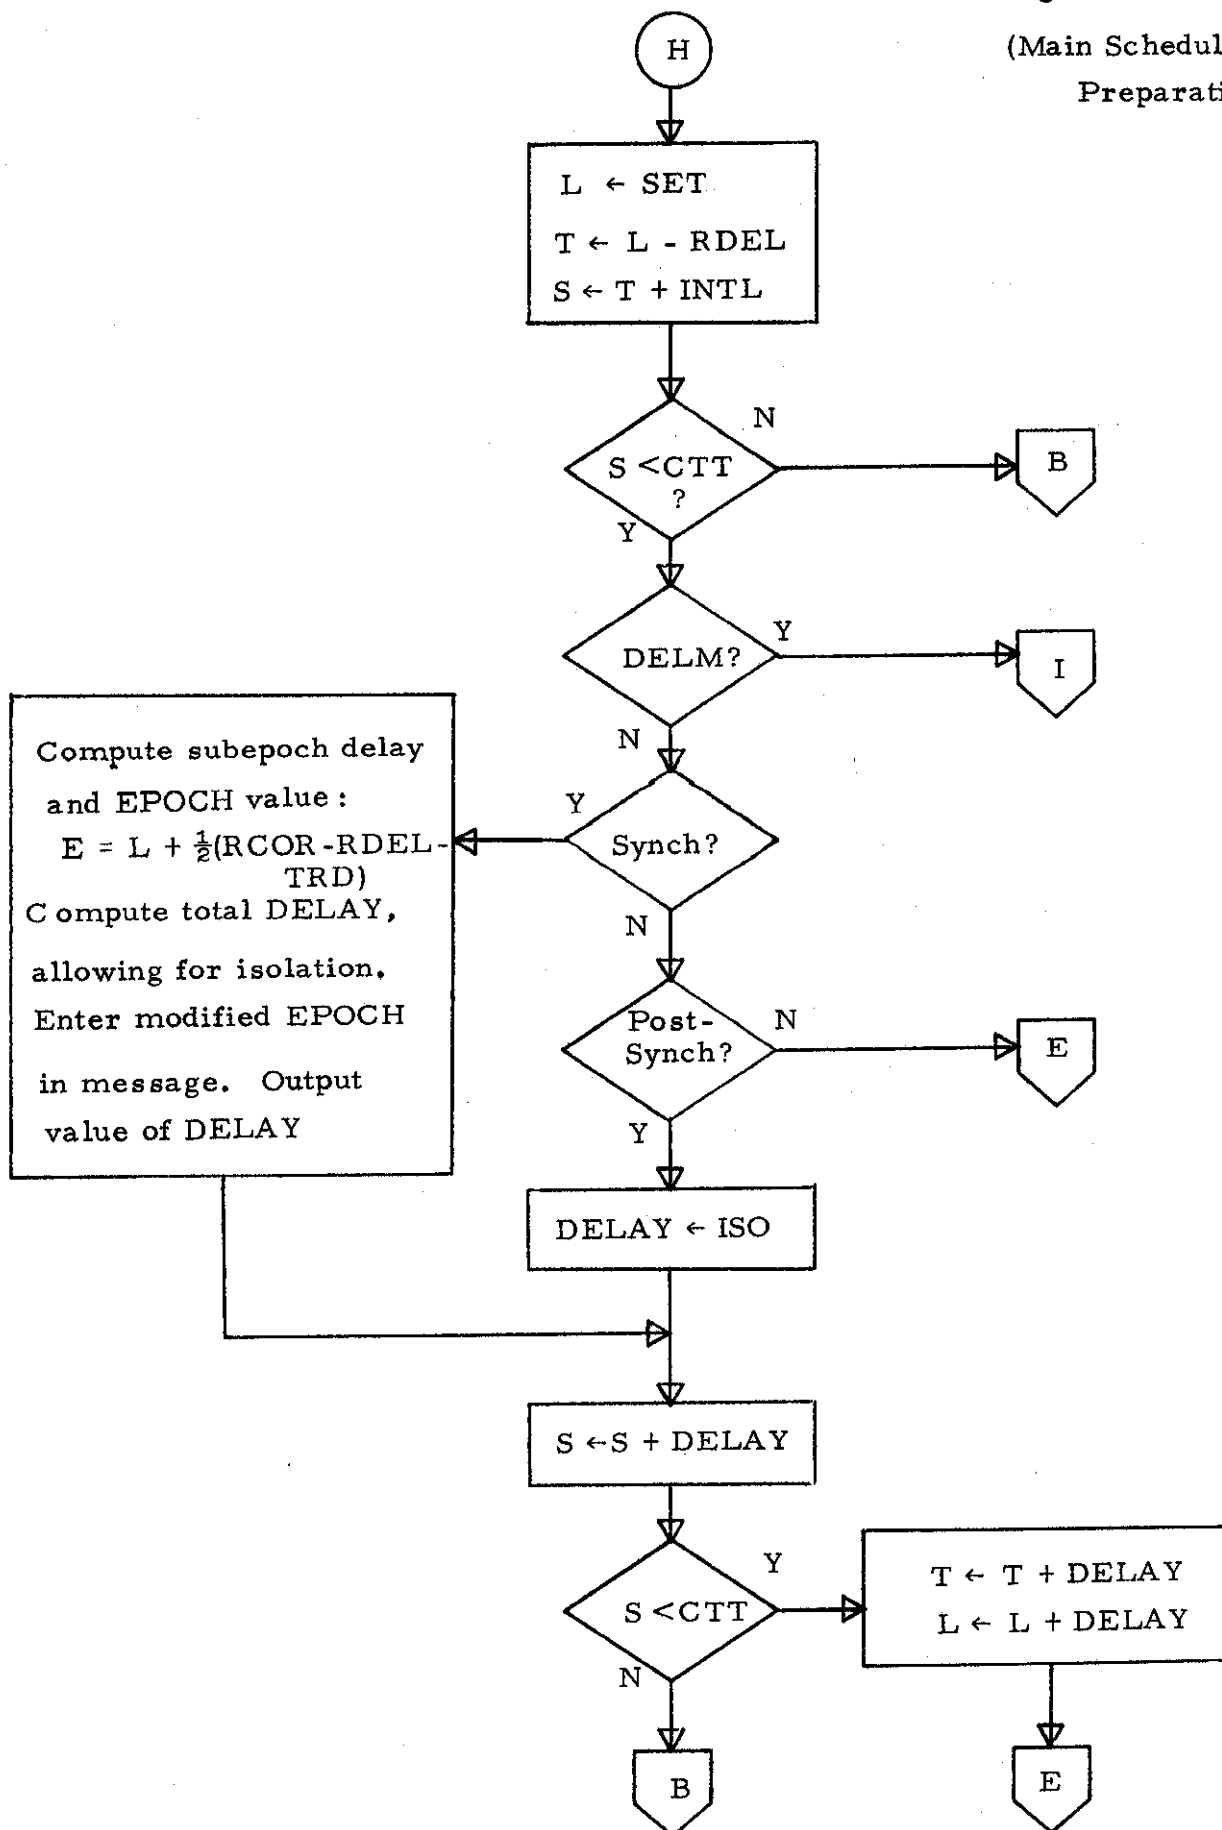 H
(Main Schedul
Preparati
L ← SET
T ← L - RDEL
S ← T + INTL
N
S <CTT
?
B
Y
DELM?
Y
I
N
Compute subepoch delay
and EPOCH value :
E = L + ½(RCOR-RDEL-
TRD)
Compute total DELAY,
allowing for isolation.
Enter modified EPOCH
in message. Output
value of DELAY
Y
Synch?
N
Post-
Synch?
N
E
Y
DELAY ← ISO
S ← S + DELAY
S <CTT
Y
T ← T + DELAY
L ← L + DELAY
N
B
E